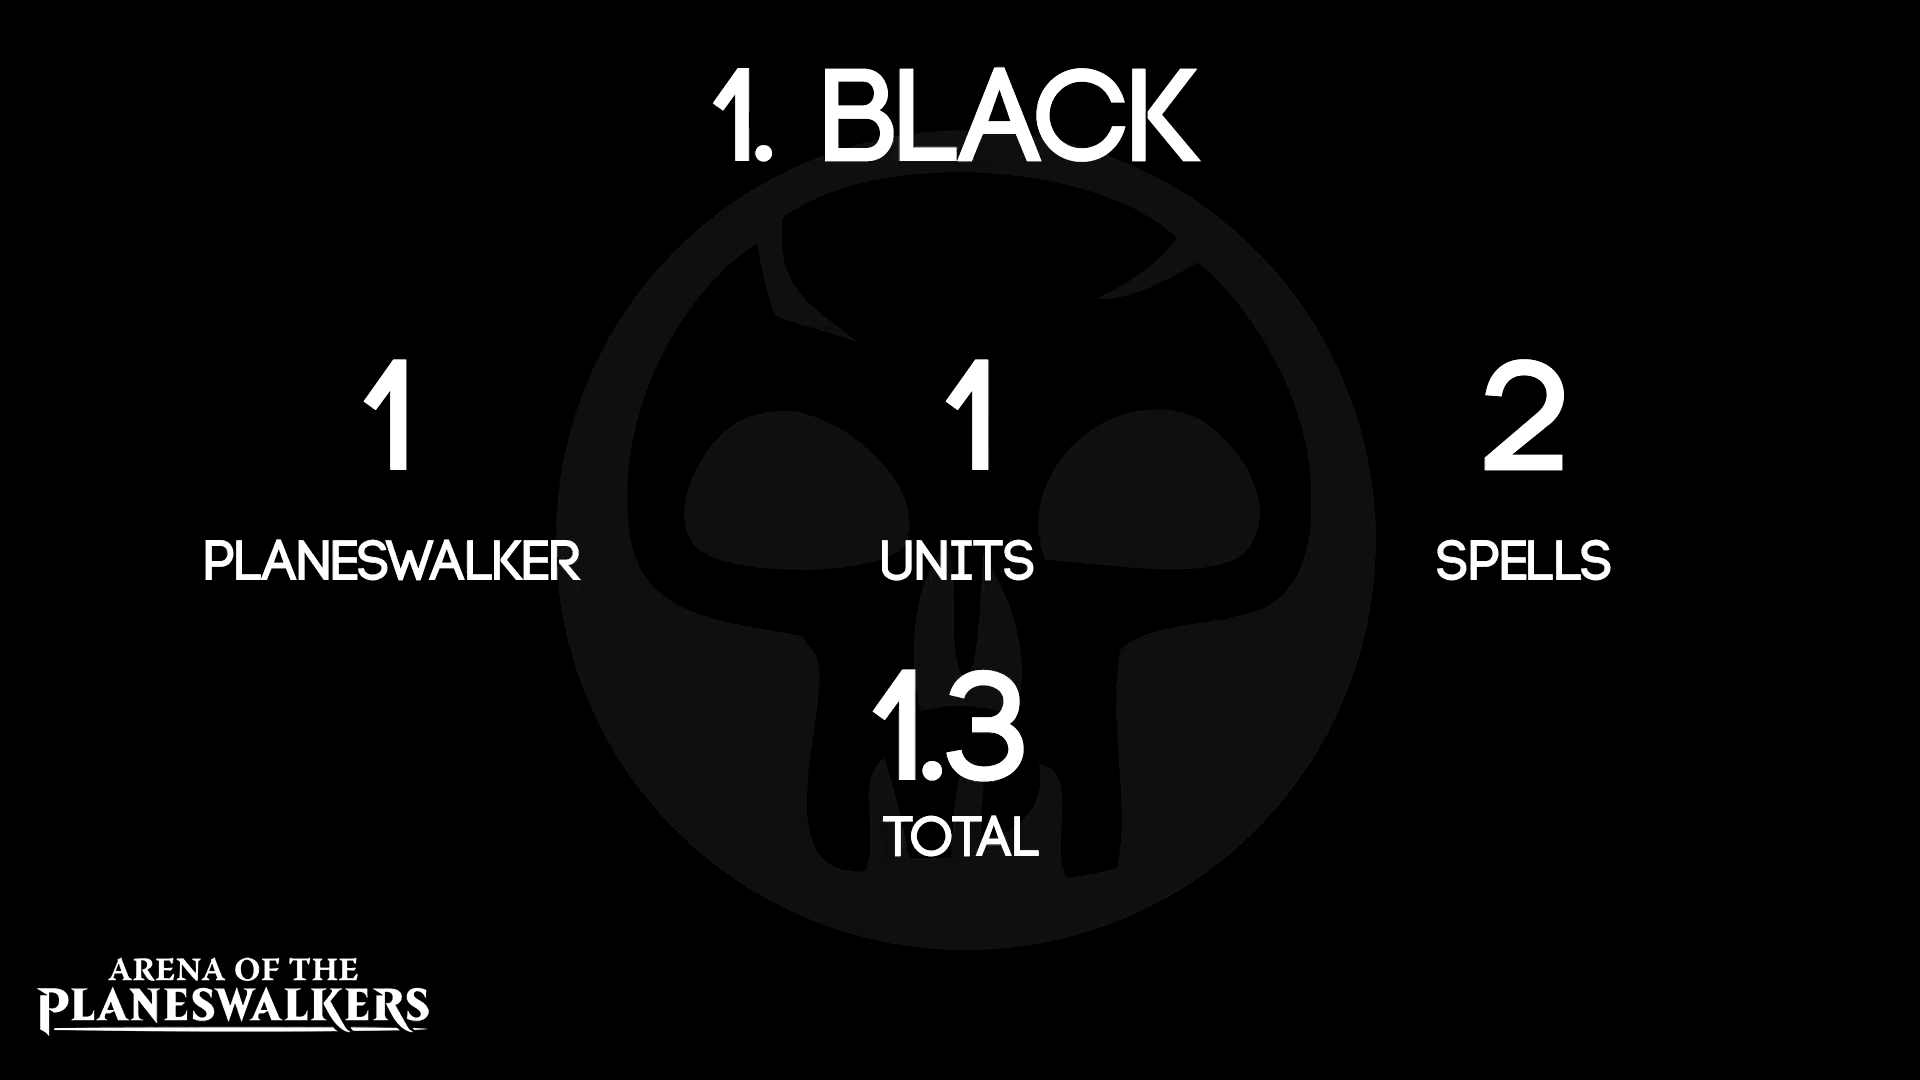 1. BLACK
1 1 2
PLANESWALKER UNITS SPELLS
1.3
TOTAL
ARENA OF THE
PLANESWALKERS